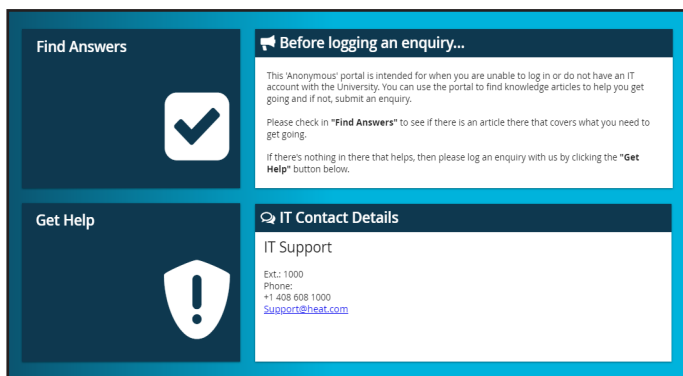 Find Answers
Before logging an enquiry...
This 'Anonymous' portal is intended for when you are unable to log in or do not have an IT
account with the University. You can use the portal to find knowledge articles to help you get
going and if not, submit an enquiry.
Please check in "Find Answers" to see if there is an article there that covers what you need to
get going.
If there's nothing in there that helps, then please log an enquiry with us by clicking the "Get
Help" button below.
Get Help
IT Contact Details
IT Support
Ext.: 1000
Phone:
+1 408 608 1000
Support@heat.com